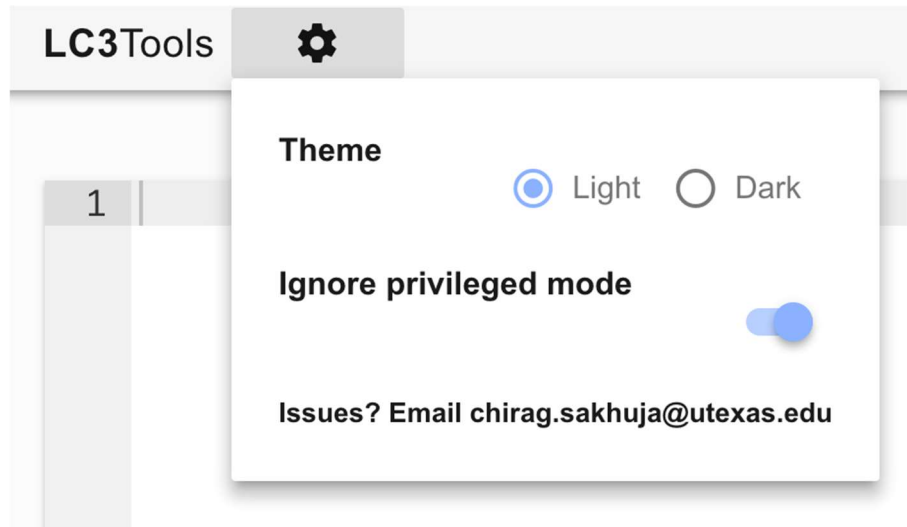 LC3Tools
Theme
Light Dark
1
Ignore privileged mode
Issues? Email chirag.sakhuja@utexas.edu